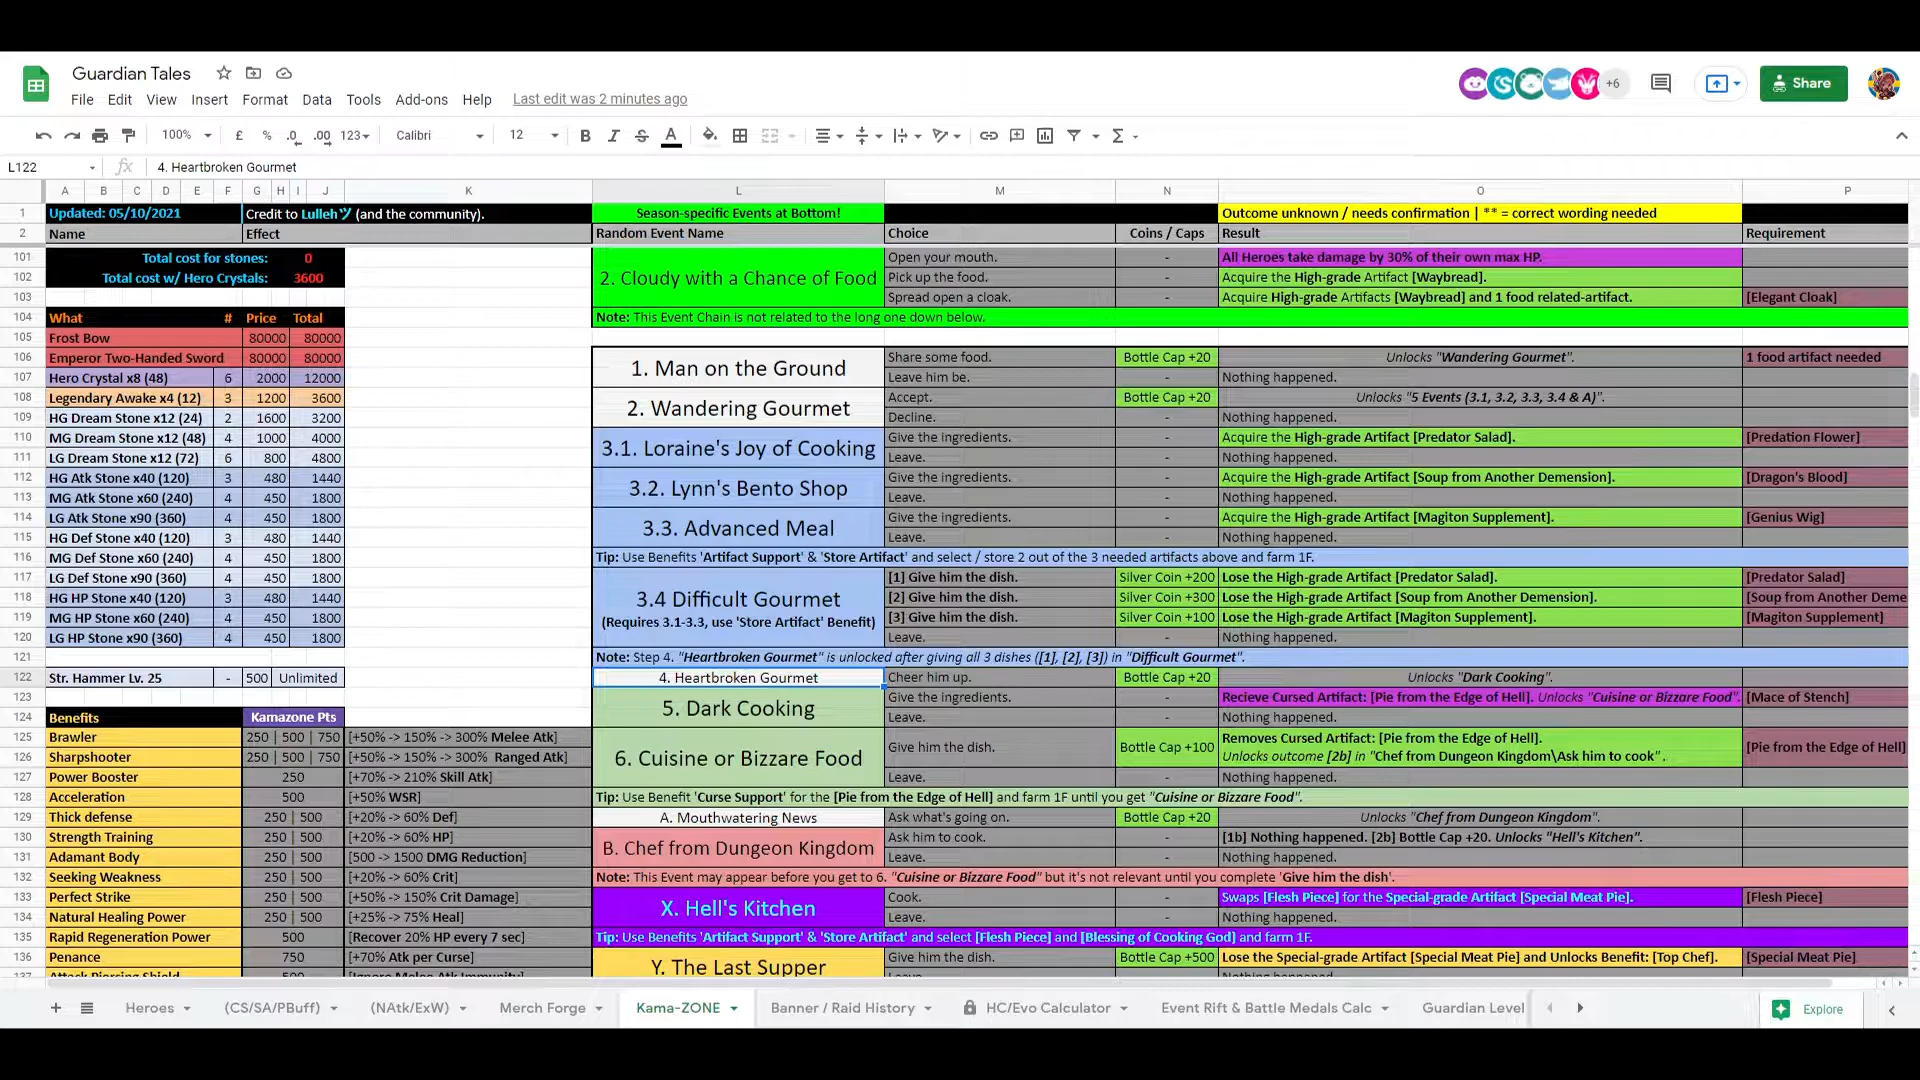 Guardian Tales
File Edit View Insert Format Data Tools Add-ons Help Last edit was 2 minutes ago
+6 Share
100% £ % .0 .00 123 Calibri 12 B I S A
L122 fx 4. Heartbroken Gourmet
A B C D E F G H I J K L M N O P
1 Updated: 05/10/2021 Credit to Lullehツ (and the community). Season-specific Events at Bottom! Outcome unknown / needs confirmation | ** = correct wording needed
2 Name Effect Random Event Name Choice Coins / Caps Result Requirement
101 Total cost for stones: 0 2. Cloudy with a Chance of Food Open your mouth. - All Heroes take damage by 30% of their own max HP.
102 Total cost w/ Hero Crystals: 3600 Pick up the food. - Acquire the High-grade Artifact [Waybread].
103 Spread open a cloak. - Acquire High-grade Artifacts [Waybread] and 1 food related-artifact. [Elegant Cloak]
104 What # Price Total Note: This Event Chain is not related to the long one down below.
105 Frost Bow 80000 80000
106 Emperor Two-Handed Sword 80000 80000 1. Man on the Ground Share some food. Bottle Cap +20 Unlocks "Wandering Gourmet". 1 food artifact needed
107 Hero Crystal x8 (48) 6 2000 12000 Leave him be. - Nothing happened.
108 Legendary Awake x4 (12) 3 1200 3600 2. Wandering Gourmet Accept. Bottle Cap +20 Unlocks "5 Events (3.1, 3.2, 3.3, 3.4 & A)".
109 HG Dream Stone x12 (24) 2 1600 3200 Decline. - Nothing happened.
110 MG Dream Stone x12 (48) 4 1000 4000 3.1. Loraine's Joy of Cooking Give the ingredients. - Acquire the High-grade Artifact [Predator Salad]. [Predation Flower]
111 LG Dream Stone x12 (72) 6 800 4800 Leave. - Nothing happened.
112 HG Atk Stone x40 (120) 3 480 1440 3.2. Lynn's Bento Shop Give the ingredients. - Acquire the High-grade Artifact [Soup from Another Demension]. [Dragon's Blood]
113 MG Atk Stone x60 (240) 4 450 1800 Leave. - Nothing happened.
114 LG Atk Stone x90 (360) 4 450 1800 3.3. Advanced Meal Give the ingredients. - Acquire the High-grade Artifact [Magiton Supplement]. [Genius Wig]
115 HG Def Stone x40 (120) 3 480 1440 Leave. - Nothing happened.
116 MG Def Stone x60 (240) 4 450 1800 Tip: Use Benefits 'Artifact Support' & 'Store Artifact' and select / store 2 out of the 3 needed artifacts above and farm 1F.
117 LG Def Stone x90 (360) 4 450 1800 3.4 Difficult Gourmet [1] Give him the dish. Silver Coin +200 Lose the High-grade Artifact [Predator Salad]. [Predator Salad]
118 HG HP Stone x40 (120) 3 480 1440 [2] Give him the dish. Silver Coin +300 Lose the High-grade Artifact [Soup from Another Demension]. [Soup from Another Deme
119 MG HP Stone x60 (240) 4 450 1800 (Requires 3.1-3.3, use 'Store Artifact' Benefit) [3] Give him the dish. Silver Coin +100 Lose the High-grade Artifact [Magiton Supplement]. [Magiton Supplement]
120 LG HP Stone x90 (360) 4 450 1800 Leave. - Nothing happened.
121 Note: Step 4. "Heartbroken Gourmet" is unlocked after giving all 3 dishes ([1], [2], [3]) in "Difficult Gourmet".
122 Str. Hammer Lv. 25 - 500 Unlimited 4. Heartbroken Gourmet Cheer him up. Bottle Cap +20 Unlocks "Dark Cooking".
123 5. Dark Cooking Give the ingredients. - Recieve Cursed Artifact: [Pie from the Edge of Hell]. Unlocks "Cuisine or Bizzare Food". [Mace of Stench]
124 Benefits Kamazone Pts Leave. - Nothing happened.
125 Brawler 250 | 500 | 750 [+50% -> 150% -> 300% Melee Atk] 6. Cuisine or Bizzare Food Give him the dish. Bottle Cap +100 Removes Cursed Artifact: [Pie from the Edge of Hell]. [Pie from the Edge of Hell]
126 Sharpshooter 250 | 500 | 750 [+50% -> 150% -> 300% Ranged Atk] Unlocks outcome [2b] in "Chef from Dungeon Kingdom\Ask him to cook".
127 Power Booster 250 [+70% -> 210% Skill Atk] Leave. - Nothing happened.
128 Acceleration 500 [+50% WSR] Tip: Use Benefit 'Curse Support' for the [Pie from the Edge of Hell] and farm 1F until you get "Cuisine or Bizzare Food".
129 Thick defense 250 | 500 [+20% -> 60% Def] A. Mouthwatering News Ask what's going on. Bottle Cap +20 Unlocks "Chef from Dungeon Kingdom".
130 Strength Training 250 | 500 [+20% -> 60% HP] B. Chef from Dungeon Kingdom Ask him to cook. - [1b] Nothing happened. [2b] Bottle Cap +20. Unlocks "Hell's Kitchen".
131 Adamant Body 250 | 500 [500 -> 1500 DMG Reduction] Leave. - Nothing happened.
132 Seeking Weakness 250 | 500 [+20% -> 60% Crit] Note: This Event may appear before you get to 6. "Cuisine or Bizzare Food" but it's not relevant until you complete 'Give him the dish'.
133 Perfect Strike 250 | 500 [+50% -> 150% Crit Damage] X. Hell's Kitchen Cook. - Swaps [Flesh Piece] for the Special-grade Artifact [Special Meat Pie]. [Flesh Piece]
134 Natural Healing Power 250 | 500 [+25% -> 75% Heal] Leave. - Nothing happened.
135 Rapid Regeneration Power 500 [Recover 20% HP every 7 sec] Tip: Use Benefits 'Artifact Support' & 'Store Artifact' and select [Flesh Piece] and [Blessing of Cooking God] and farm 1F.
136 Penance 750 [+70% Atk per Curse] Y. The Last Supper Give him the dish. Bottle Cap +500 Lose the Special-grade Artifact [Special Meat Pie] and Unlocks Benefit: [Top Chef]. [Special Meat Pie]
137 Attack Piercing Shield 500 [Ignore Melee Atk Immunity] Leave. - Nothing happened.
+ Heroes (CS/SA/PBuff) (NAtk/ExW) Merch Forge Kama-ZONE Banner / Raid History HC/Evo Calculator Event Rift & Battle Medals Calc Guardian Level Explore